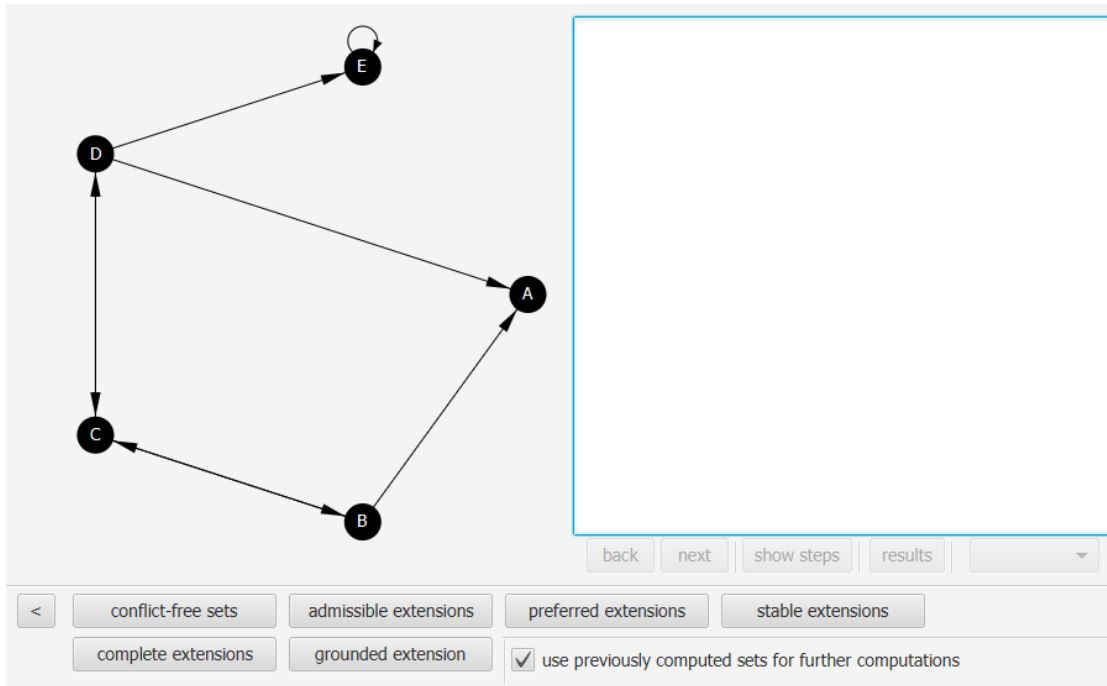 E
D
A
C
B
back next show steps results
< conflict-free sets admissible extensions preferred extensions stable extensions
complete extensions grounded extension use previously computed sets for further computations